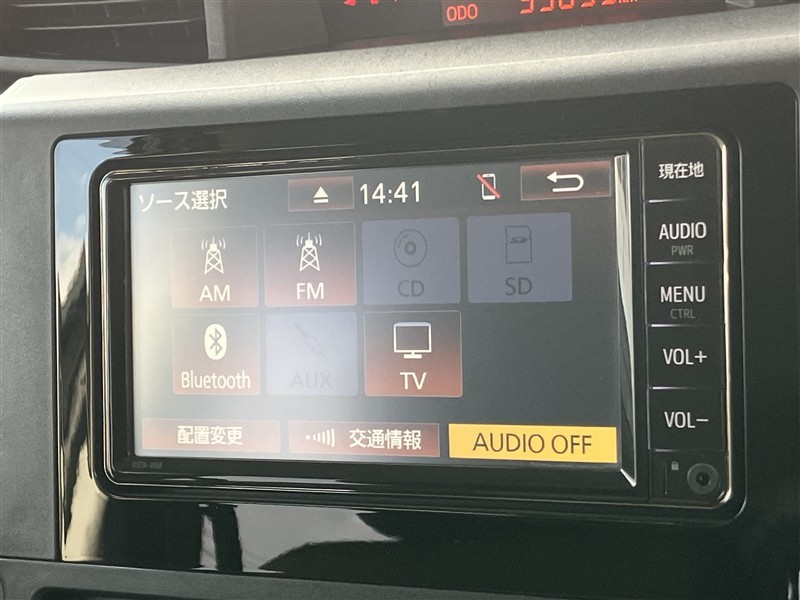 ODO
ソース選択 14:41
AM FM CD SD
Bluetooth AUX TV
配置変更 交通情報 AUDIO OFF
現在地
AUDIO
PWR
MENU
CTRL
VOL+
VOL-